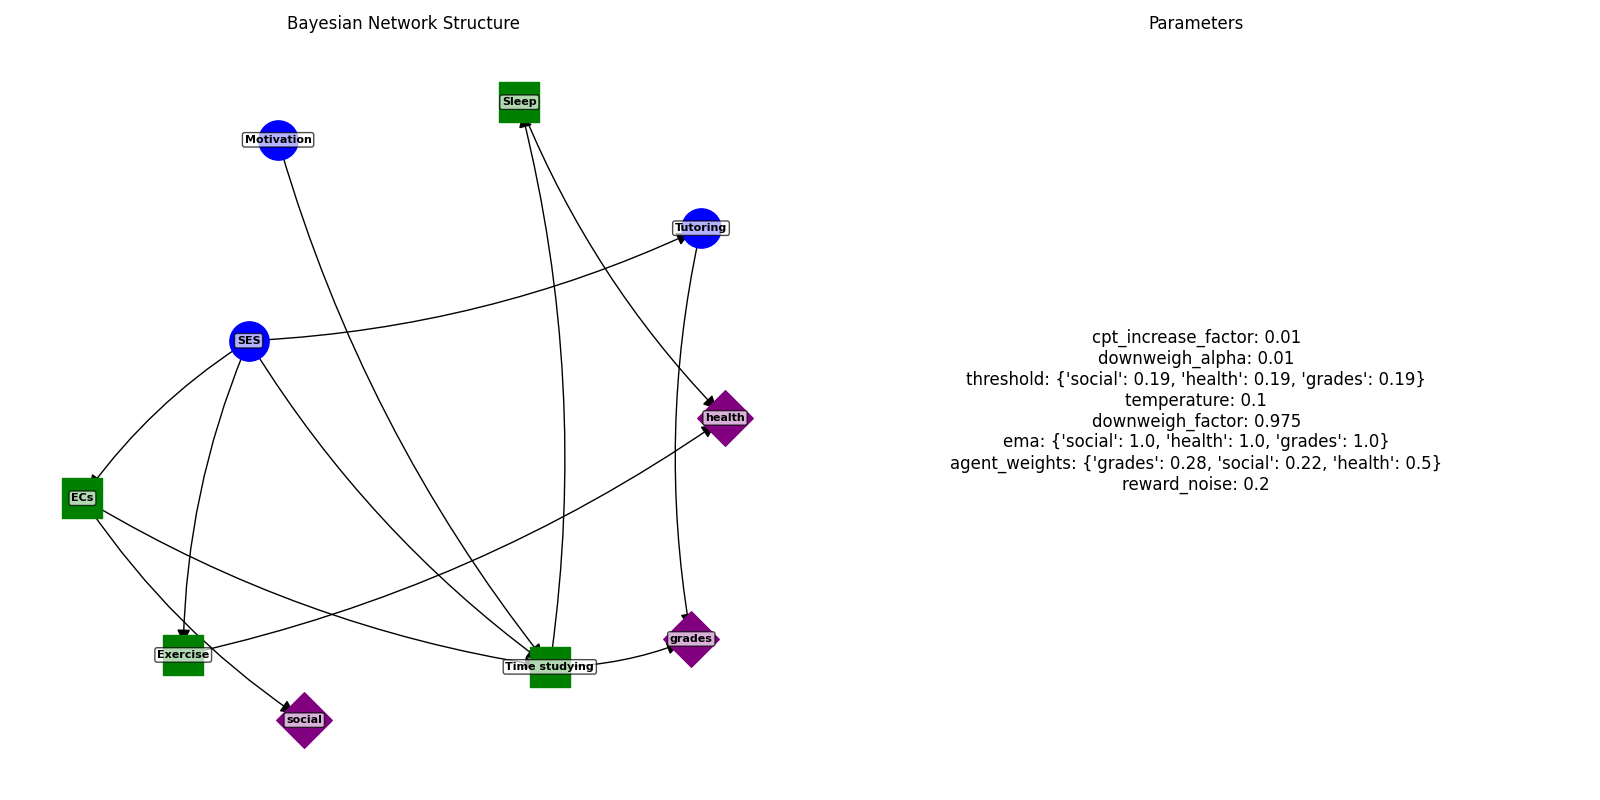 Bayesian Network Structure
Parameters
Sleep
Motivation
Tutoring
SES
health
ECs
Exercise
Time studying
grades
social
cpt_increase_factor: 0.01
downweigh_alpha: 0.01
threshold: {'social': 0.19, 'health': 0.19, 'grades': 0.19}
temperature: 0.1
downweigh_factor: 0.975
ema: {'social': 1.0, 'health': 1.0, 'grades': 1.0}
agent_weights: {'grades': 0.28, 'social': 0.22, 'health': 0.5}
reward_noise: 0.2